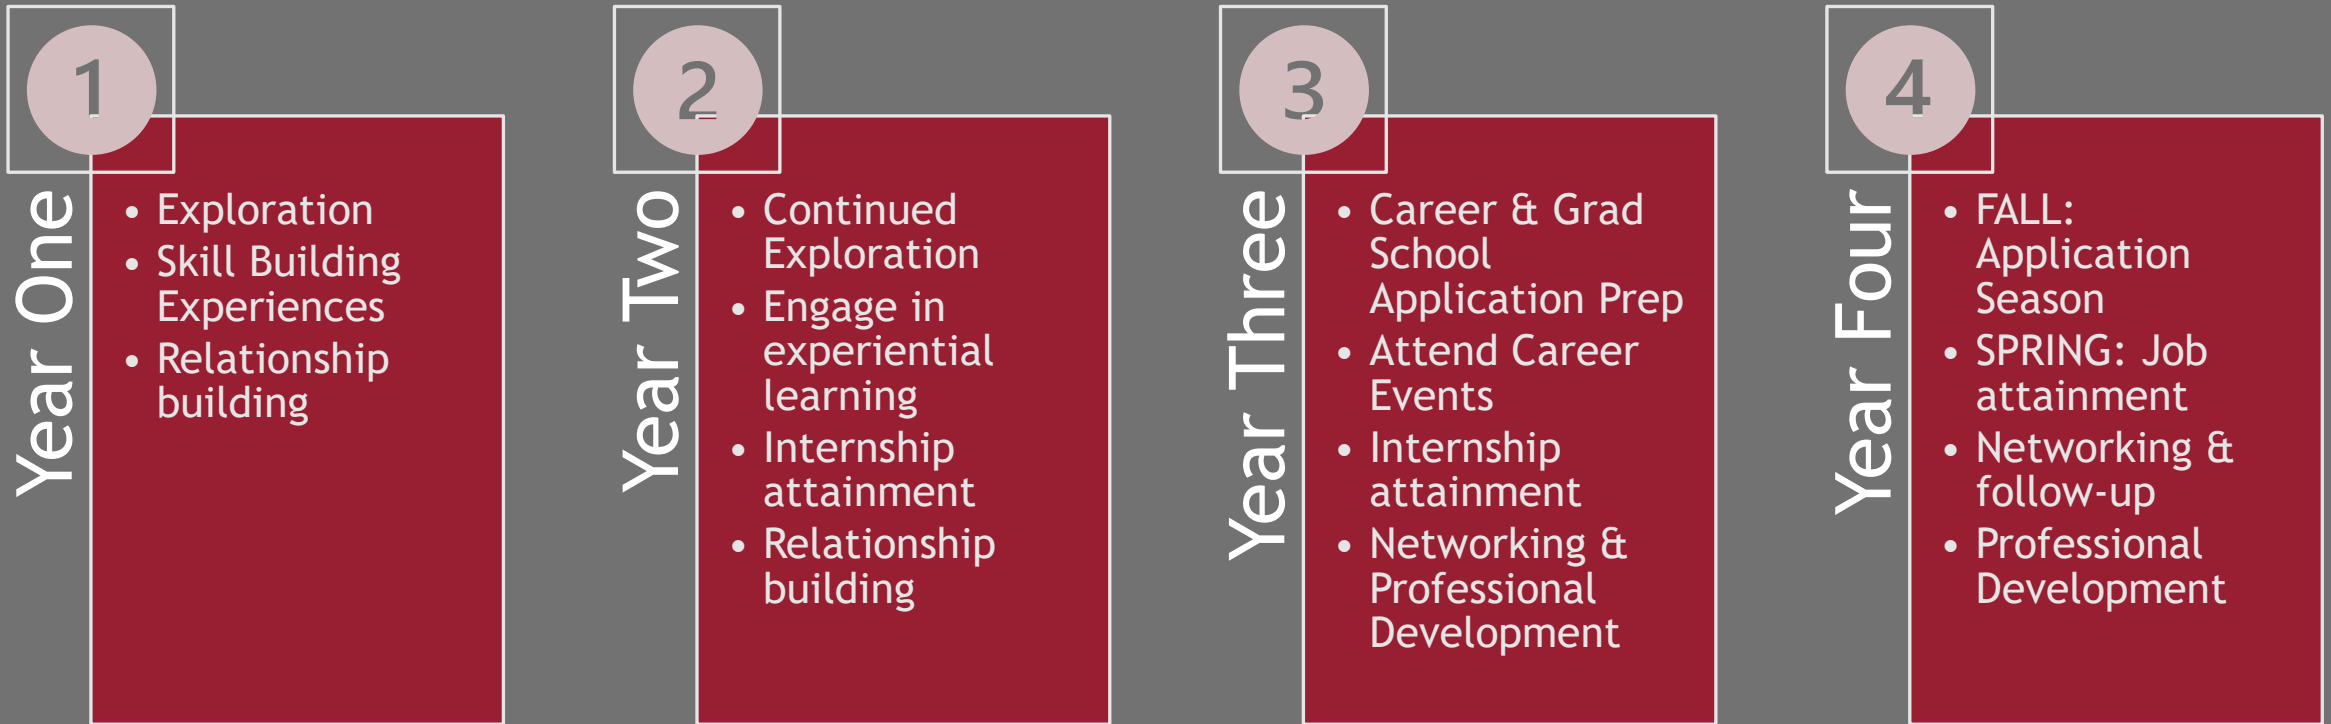 1
Year One
• Exploration
• Skill Building
Experiences
• Relationship
building
2
Year Two
• Continued
Exploration
• Engage in
experiential
learning
• Internship
attainment
• Relationship
building
3
Year Three
• Career & Grad
School
Application Prep
• Attend Career
Events
• Internship
attainment
• Networking &
Professional
Development
4
Year Four
• FALL:
Application
Season
• SPRING: Job
attainment
• Networking &
follow-up
• Professional
Development